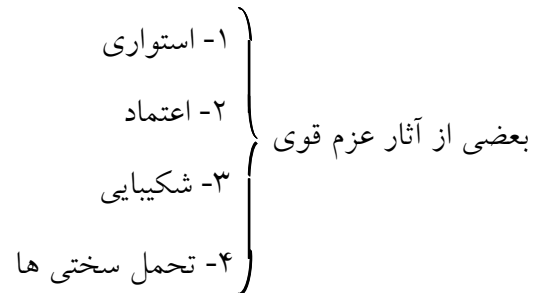 بعضی از آثار عزم قوی
۱- استواری
۲- اعتماد
۳- شکیبایی
۴- تحمل سختی ها